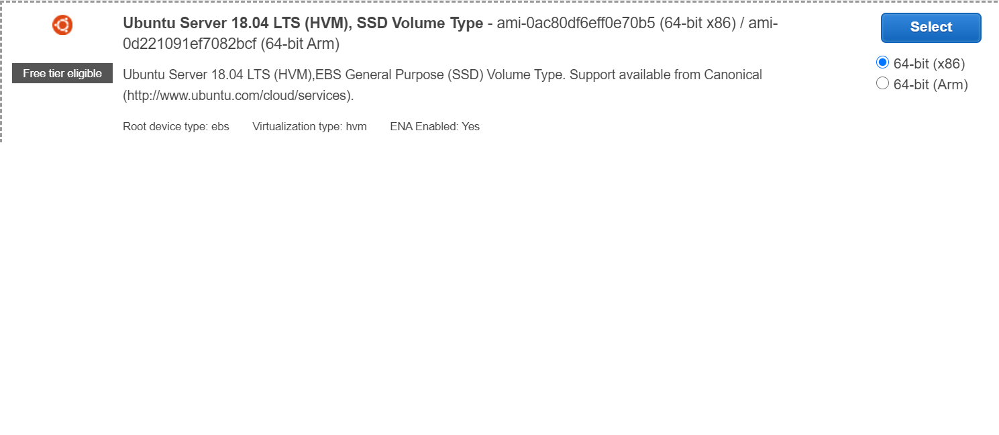 Ubuntu Server 18.04 LTS (HVM), SSD Volume Type - ami-0ac80df6eff0e70b5 (64-bit x86) / ami-
0d221091ef7082bcf (64-bit Arm)
Select
Free tier eligible
Ubuntu Server 18.04 LTS (HVM),EBS General Purpose (SSD) Volume Type. Support available from Canonical
(http://www.ubuntu.com/cloud/services).
64-bit (x86)
64-bit (Arm)
Root device type: ebs Virtualization type: hvm ENA Enabled: Yes